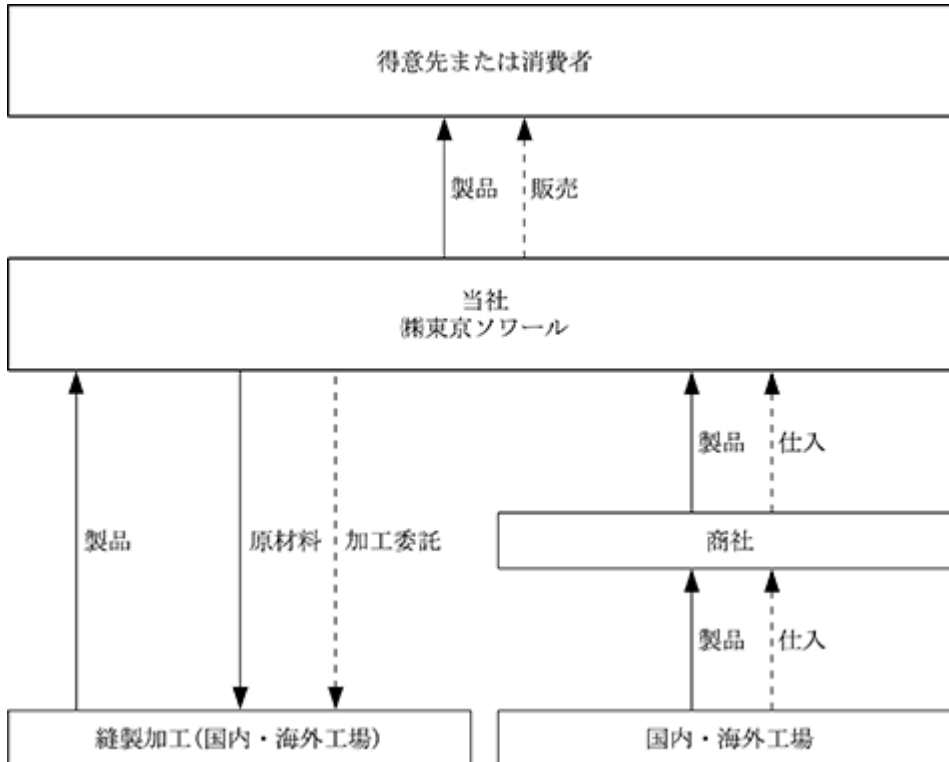 得意先または消費者
製品
販売
当社
㈱東京ソワール
製品
原材料
加工委託
製品
仕入
商社
製品
仕入
縫製加工(国内・海外工場)
国内・海外工場